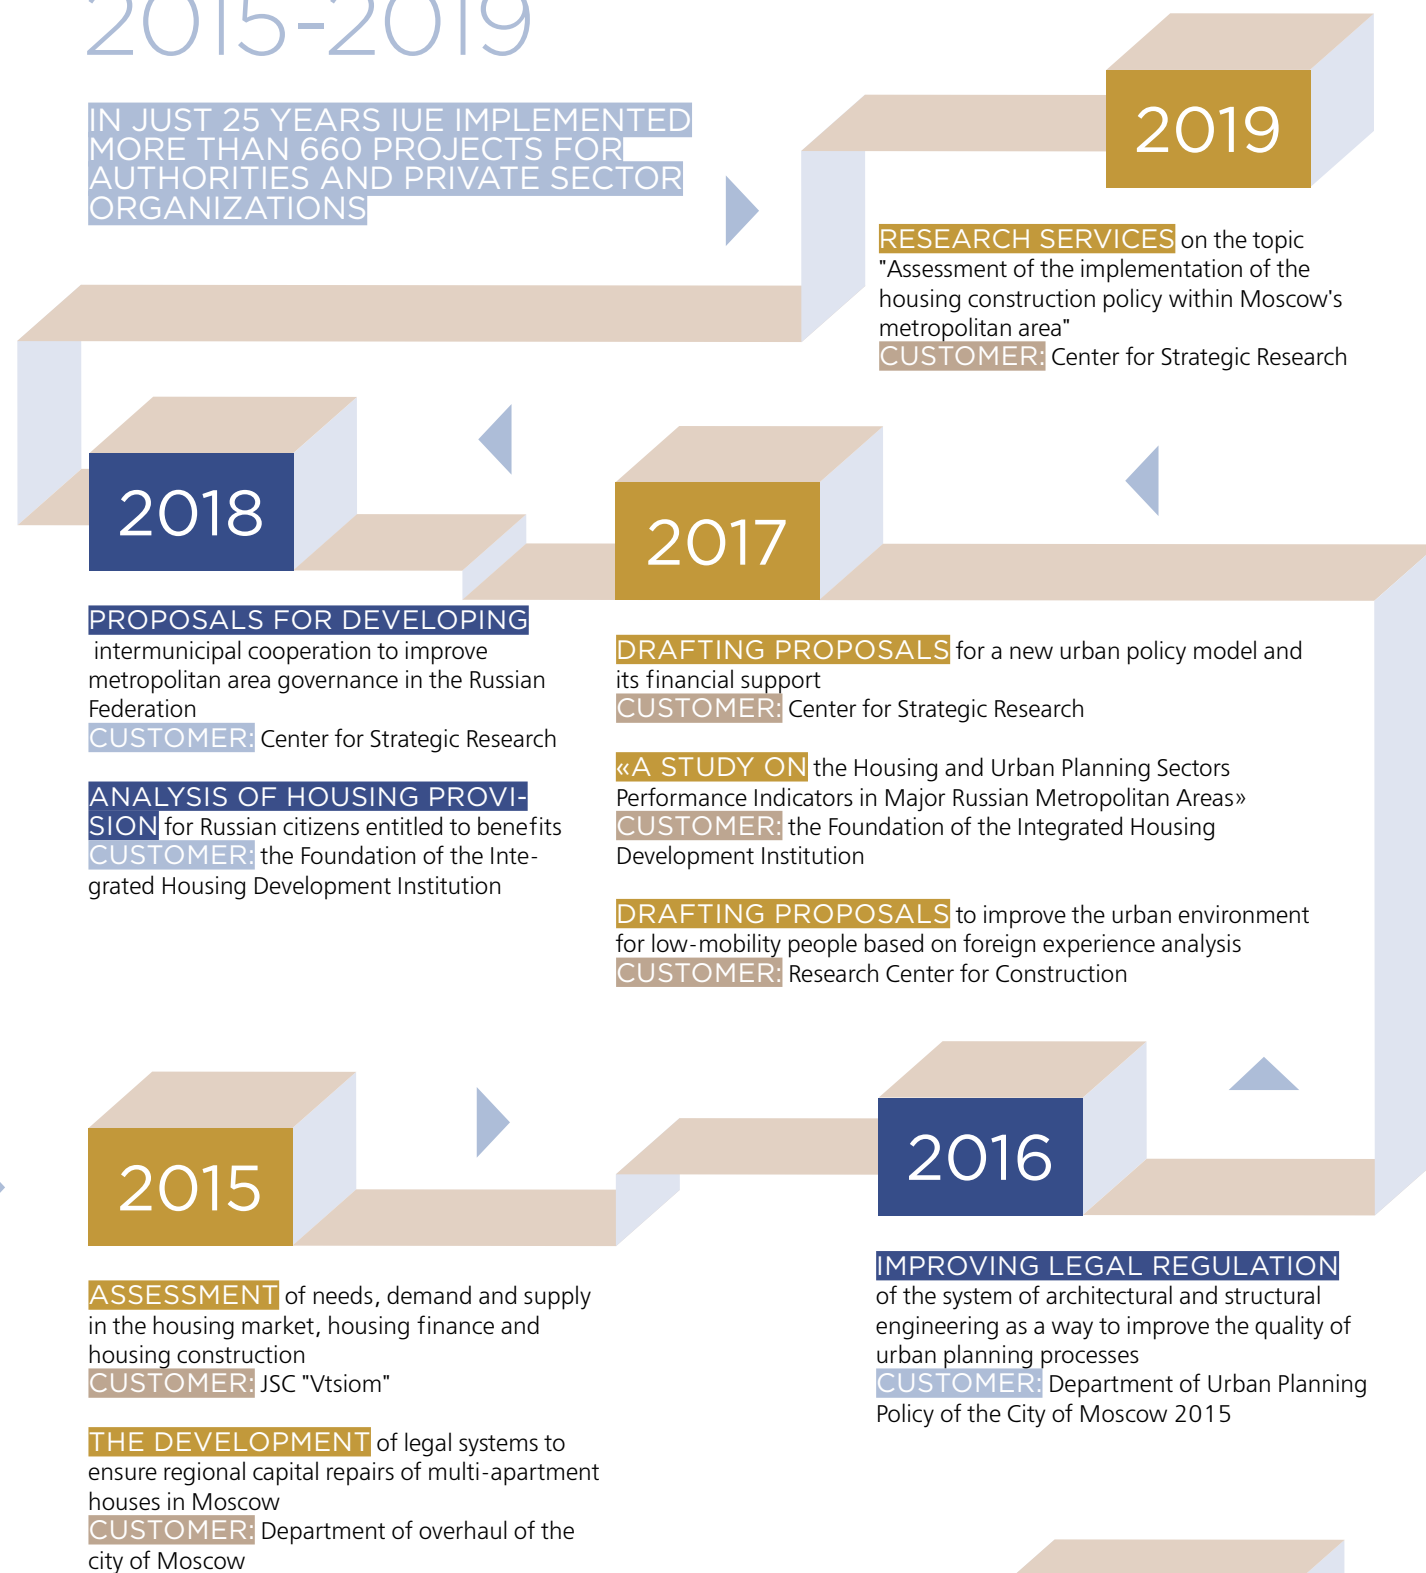 2015-2019
IN JUST 25 YEARS IUE IMPLEMENTED
MORE THAN 660 PROJECTS FOR
AUTHORITIES AND PRIVATE SECTOR
ORGANIZATIONS
2019
RESEARCH SERVICES on the topic
"Assessment of the implementation of the
housing construction policy within Moscow's
metropolitan area"
CUSTOMER: Center for Strategic Research
2018
PROPOSALS FOR DEVELOPING
intermunicipal cooperation to improve
metropolitan area governance in the Russian
Federation
CUSTOMER: Center for Strategic Research
ANALYSIS OF HOUSING PROVI-
SION for Russian citizens entitled to benefits
CUSTOMER: the Foundation of the Inte-
grated Housing Development Institution
2017
DRAFTING PROPOSALS for a new urban policy model and
its financial support
CUSTOMER: Center for Strategic Research
«A STUDY ON the Housing and Urban Planning Sectors
Performance Indicators in Major Russian Metropolitan Areas»
CUSTOMER: the Foundation of the Integrated Housing
Development Institution
DRAFTING PROPOSALS to improve the urban environment
for low-mobility people based on foreign experience analysis
CUSTOMER: Research Center for Construction
2015
ASSESSMENT of needs, demand and supply
in the housing market, housing finance and
housing construction
CUSTOMER: JSC "Vtsiom"
THE DEVELOPMENT of legal systems to
ensure regional capital repairs of multi-apartment
houses in Moscow
CUSTOMER: Department of overhaul of the
city of Moscow
2016
IMPROVING LEGAL REGULATION
of the system of architectural and structural
engineering as a way to improve the quality of
urban planning processes
CUSTOMER: Department of Urban Planning
Policy of the City of Moscow 2015